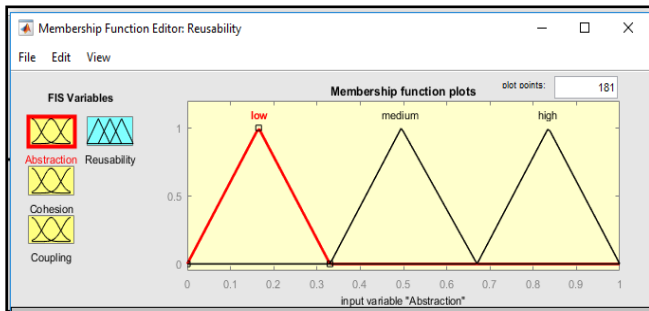 Membership Function Editor: Reusability
File Edit View
FIS Variables
Membership function plots
plot points: 181
Abstraction Reusability
Cohesion
Coupling
low medium high
1
0.5
0
0 0.1 0.2 0.3 0.4 0.5 0.6 0.7 0.8 0.9 1
input variable "Abstraction"